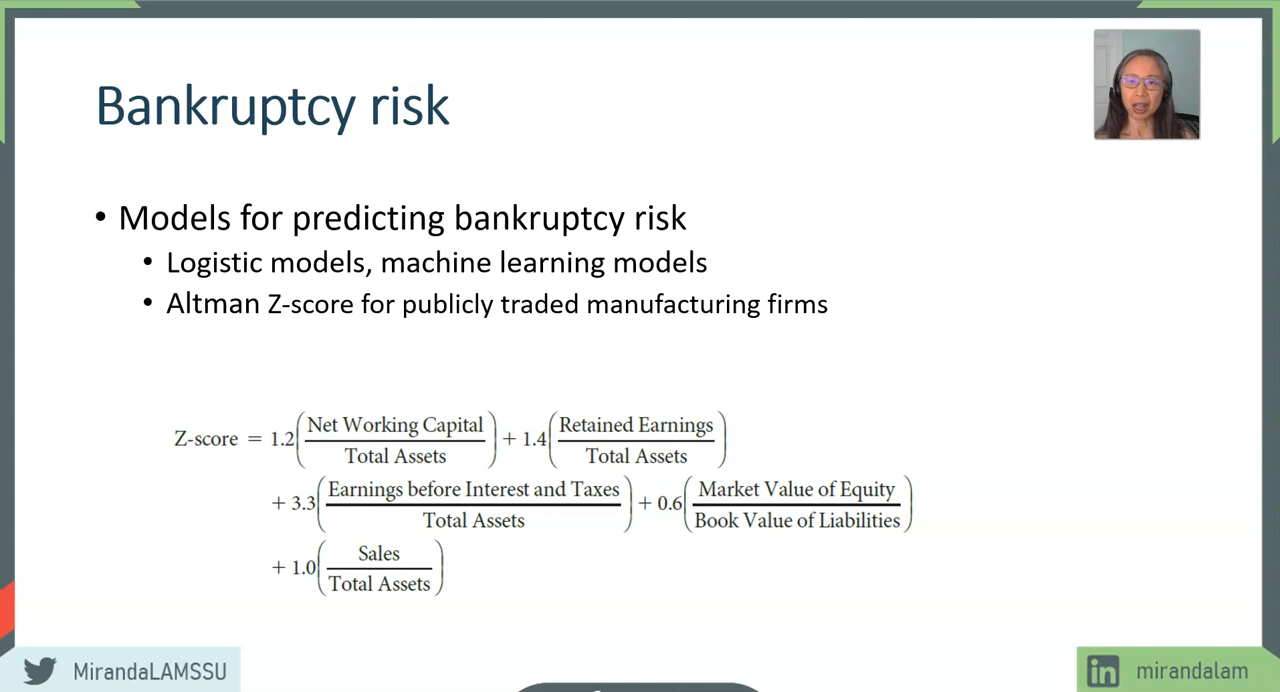 Bankruptcy risk
• Models for predicting bankruptcy risk
• Logistic models, machine learning models
• Altman Z-score for publicly traded manufacturing firms
Z-score = 1.2(Net Working Capital / Total Assets) + 1.4(Retained Earnings / Total Assets)
+ 3.3(Earnings before Interest and Taxes / Total Assets) + 0.6(Market Value of Equity / Book Value of Liabilities)
+ 1.0(Sales / Total Assets)
MirandaLAMSSU
in mirandalam